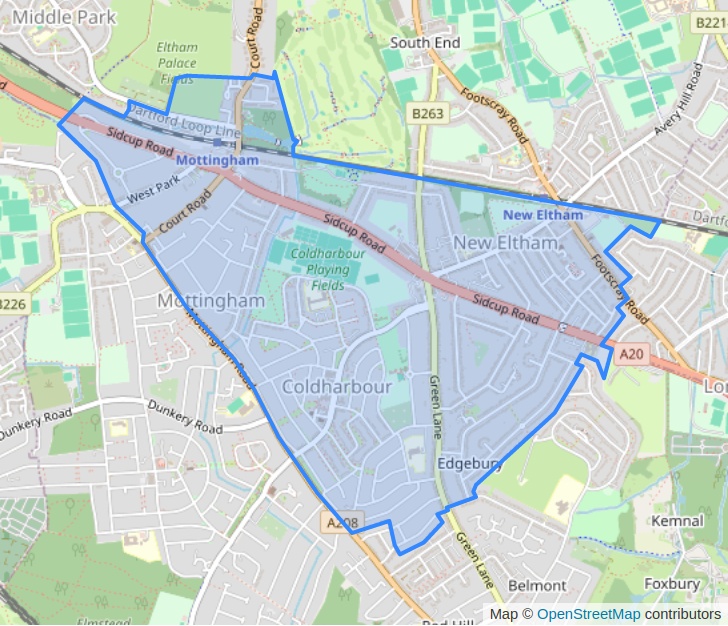 Middle Park
Eltham
Palace
Fields
Court Road
South End
B221
Avery Hill Road
Footscray Road
B263
Dartford Loop Line
Sidcup Road
Mottingham
West Park
Court Road
Sidcup Road
New Eltham
Dartf
New Eltham
Coldharbour
Playing
Fields
Footscray Road
B226
Mottingham
Sidcup Road
Mottingham Road
A20
Coldharbour
Green Lane
Dunkery Road
Dunkery Road
Edgebury
A208
Kemnal
Green Lane
Belmont
Foxbury
Elmstead
Red Hill
Map © OpenStreetMap contributors